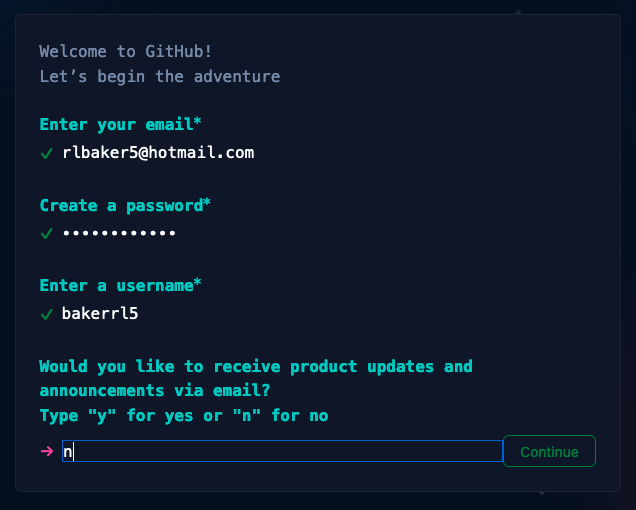 Welcome to GitHub!
Let’s begin the adventure
Enter your email*
✓ rlbaker5@hotmail.com
Create a password*
✓ ••••••••••••
Enter a username*
✓ bakerrl5
Would you like to receive product updates and
announcements via email?
Type "y" for yes or "n" for no
→ n Continue